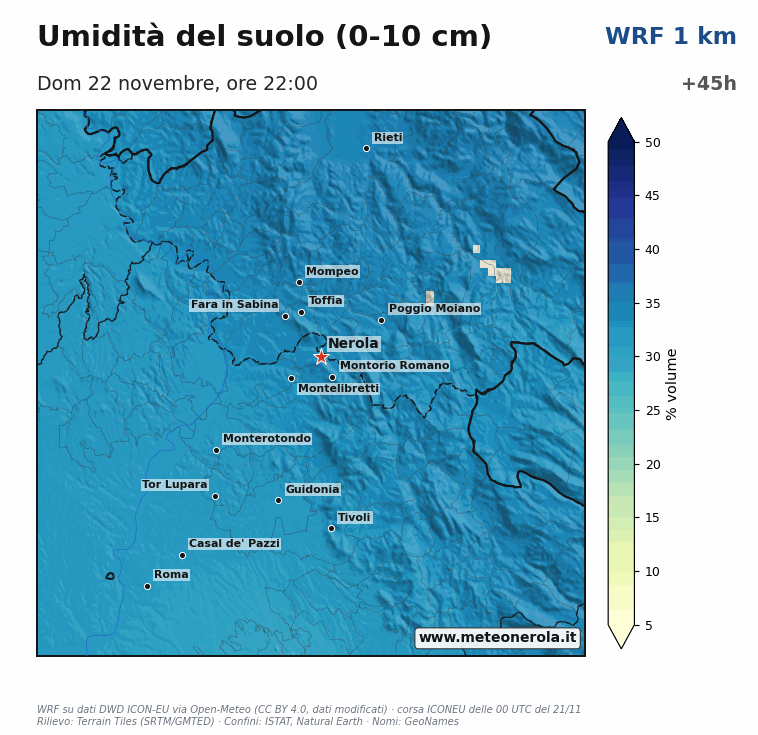 Umidità del suolo (0-10 cm)
WRF 1 km
Dom 22 novembre, ore 22:00
+45h
Rieti
Mompeo
Toffia
Fara in Sabina
Poggio Moiano
Nerola
Montorio Romano
Montelibretti
Monterotondo
Tor Lupara
Guidonia
Tivoli
Casal de' Pazzi
Roma
www.meteonerola.it
50
45
40
35
30
25
20
15
10
5
% volume
WRF su dati DWD ICON-EU via Open-Meteo (CC BY 4.0, dati modificati) · corsa ICONEU delle 00 UTC del 21/11
Rilievo: Terrain Tiles (SRTM/GMTED) · Confini: ISTAT, Natural Earth · Nomi: GeoNames